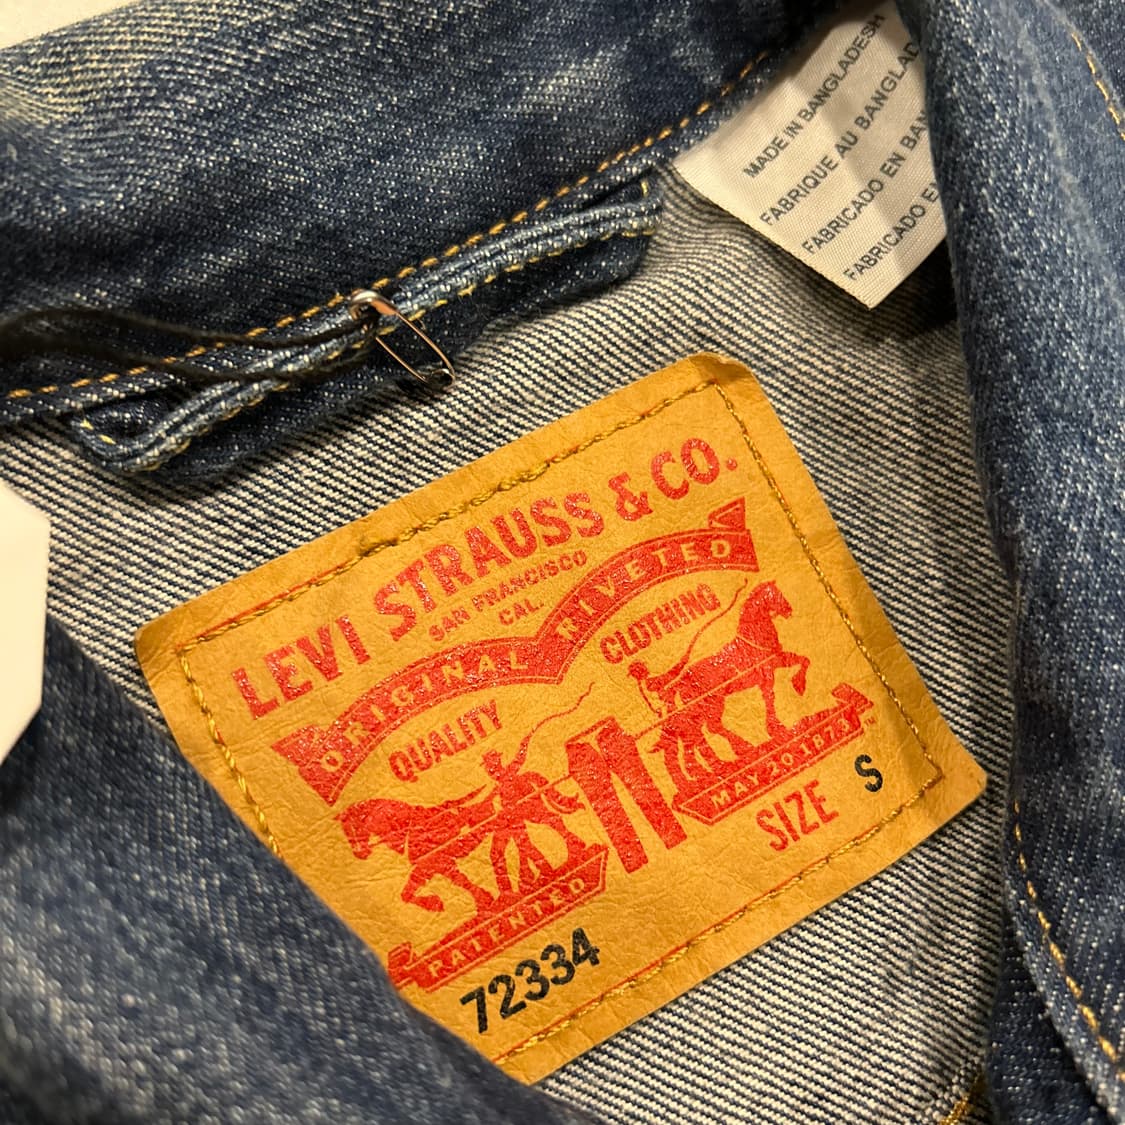 MADE IN BANGLADESH
FABRIQUE AU BANGLAD
FABRICADO EN BAN
FABRICADO E
LEVI STRAUSS & CO.
SAN FRANCISCO
CAL.
ORIGINAL RIVETED
QUALITY CLOTHING
PATENTED MAY 20 1873 ™
SIZE S
72334